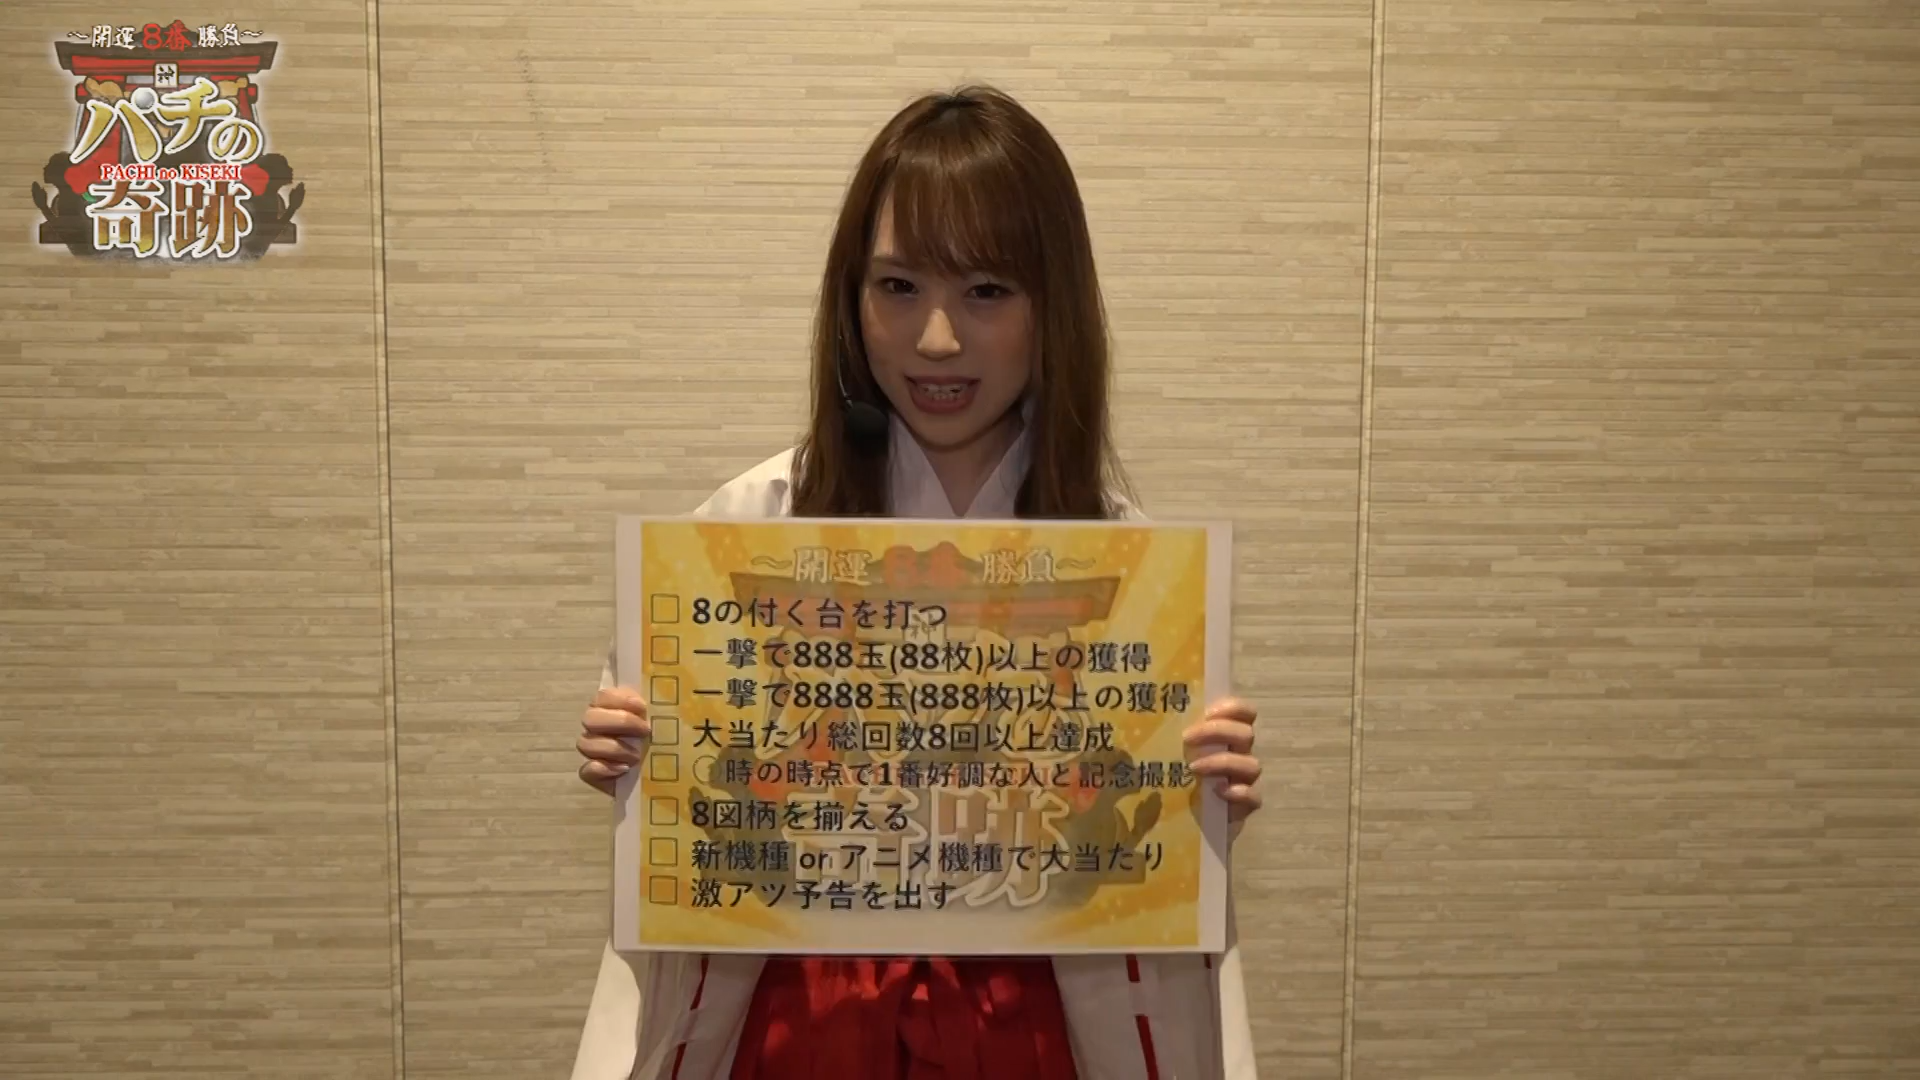 ～開運8番勝負～
神
パチの
PACHI no KISEKI
奇跡
～開運8番勝負～
□ 8の付く台を打つ
□ 一撃で888玉(88枚)以上の獲得
□ 一撃で8888玉(888枚)以上の獲得
□ 大当たり総回数8回以上達成
□ ○時の時点で1番好調な人と記念撮影
□ 8図柄を揃える
□ 新機種 or アニメ機種で大当たり
□ 激アツ予告を出す